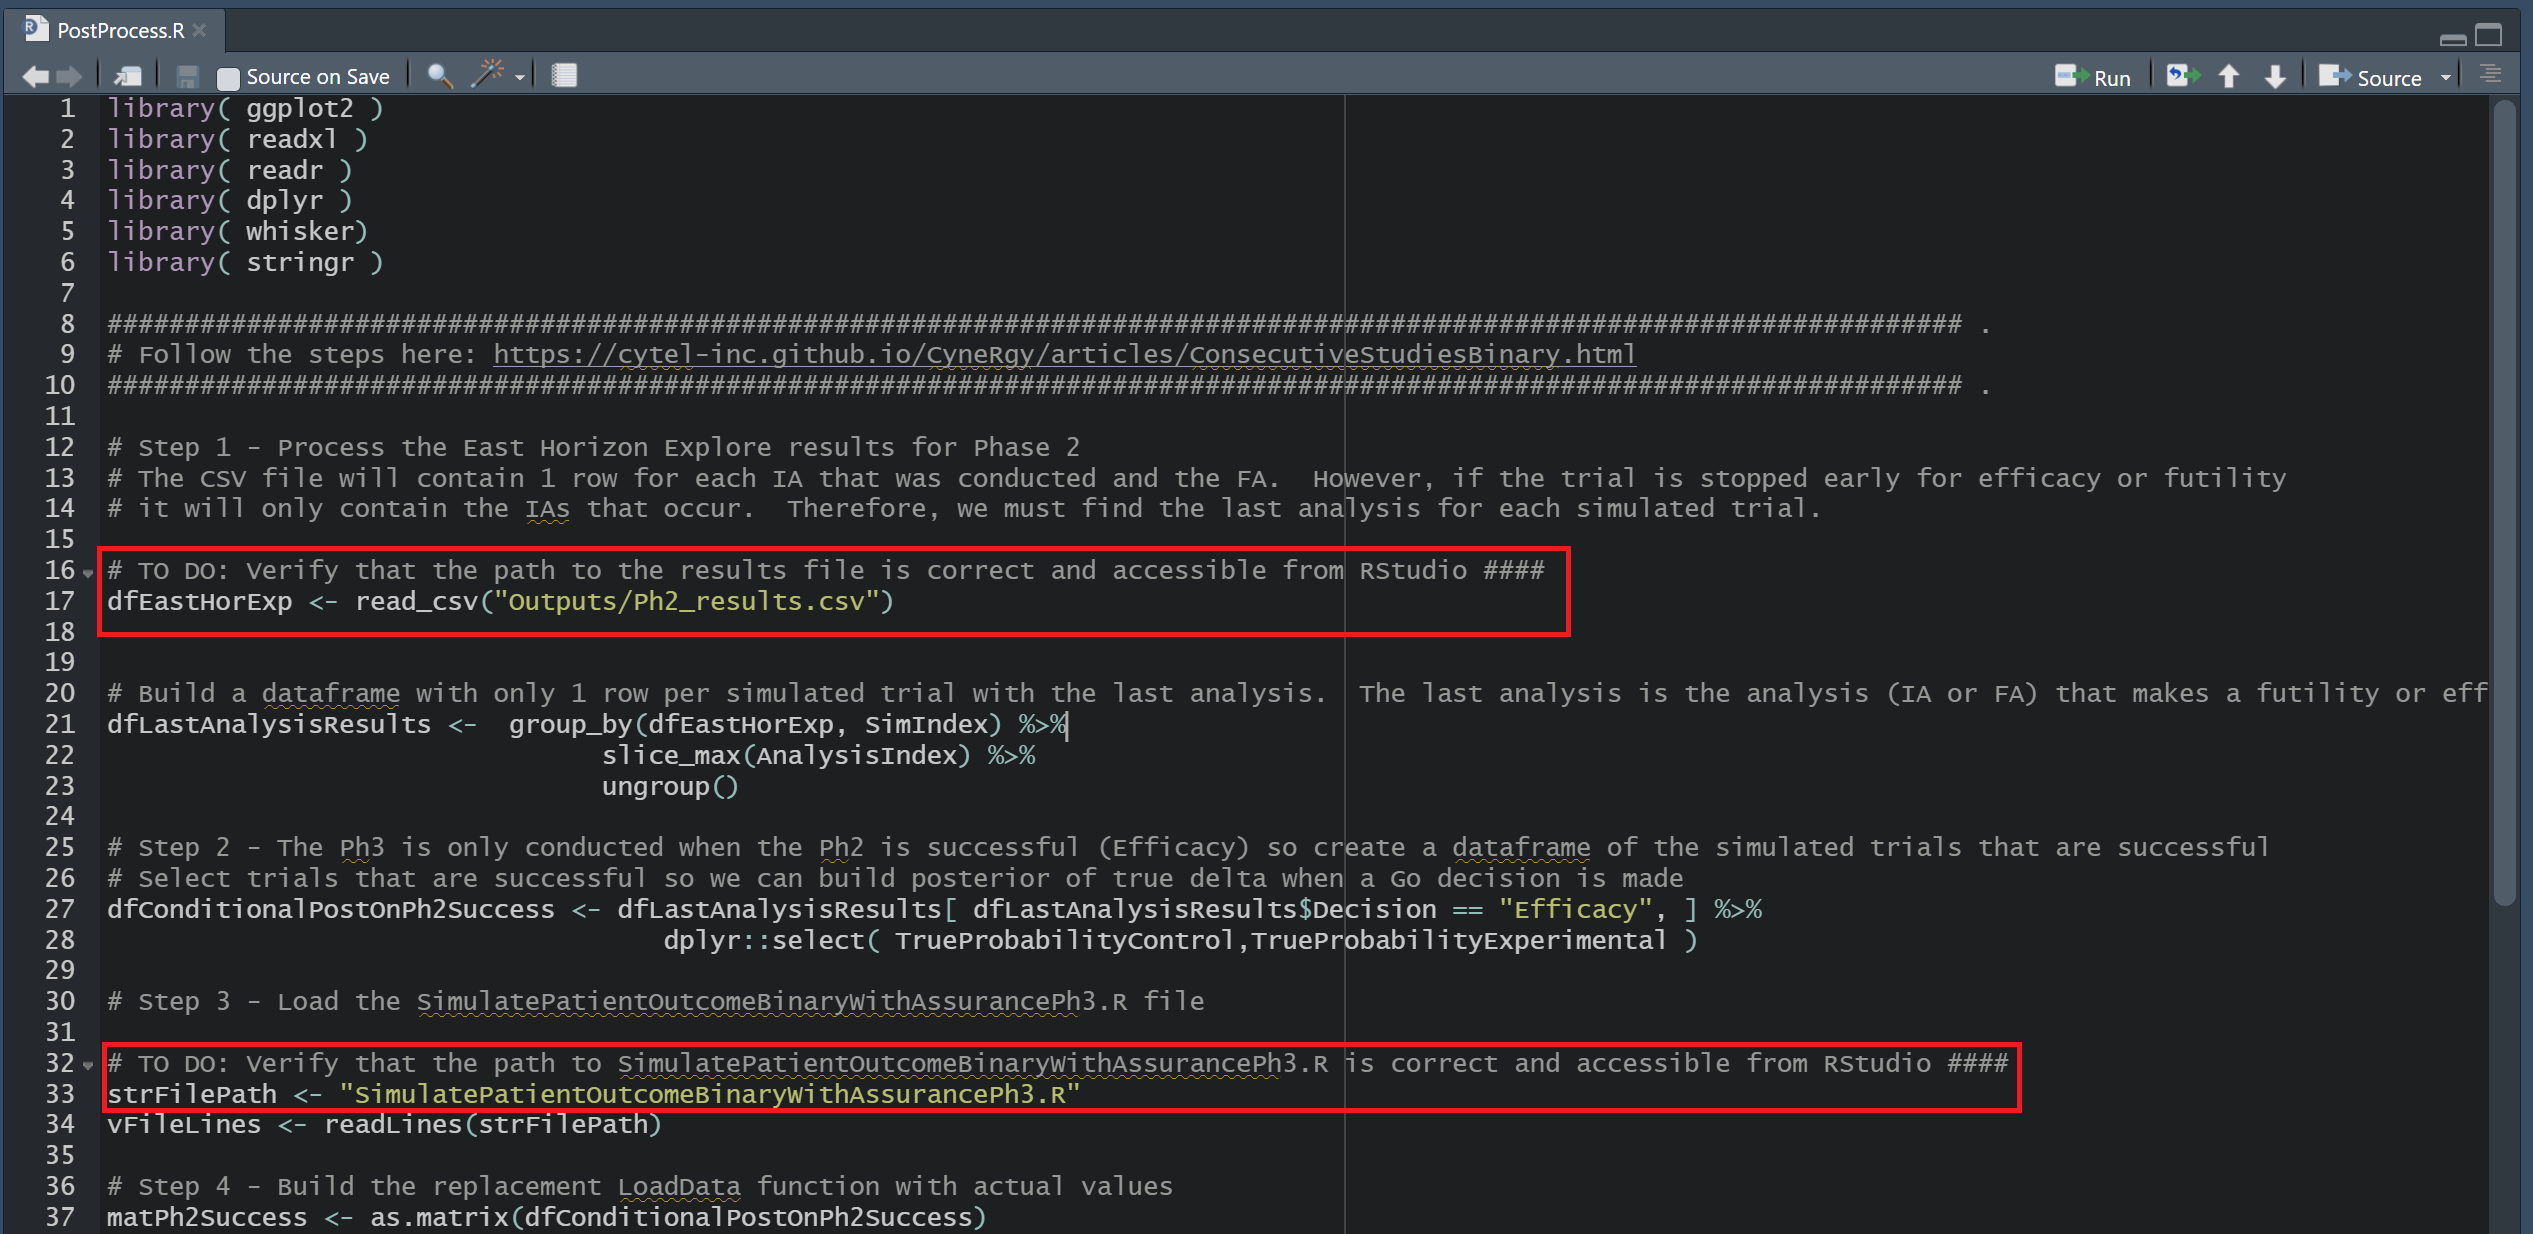 PostProcess.R
Source on Save
Run
Source
1 library( ggplot2 )
2 library( readxl )
3 library( readr )
4 library( dplyr )
5 library( whisker)
6 library( stringr )
7
8 ######################################################################################################################## .
9 # Follow the steps here: https://cytel-inc.github.io/CyneRgy/articles/ConsecutiveStudiesBinary.html
10 ######################################################################################################################## .
11
12 # Step 1 - Process the East Horizon Explore results for Phase 2
13 # The CSV file will contain 1 row for each IA that was conducted and the FA.  However, if the trial is stopped early for efficacy or futility
14 # it will only contain the IAs that occur.  Therefore, we must find the last analysis for each simulated trial.
15
16 # TO DO: Verify that the path to the results file is correct and accessible from RStudio ####
17 dfEastHorExp <- read_csv("Outputs/Ph2_results.csv")
18
19
20 # Build a dataframe with only 1 row per simulated trial with the last analysis.  The last analysis is the analysis (IA or FA) that makes a futility or eff
21 dfLastAnalysisResults <-  group_by(dfEastHorExp, SimIndex) %>%
22                                 slice_max(AnalysisIndex) %>%
23                                 ungroup()
24
25 # Step 2 - The Ph3 is only conducted when the Ph2 is successful (Efficacy) so create a dataframe of the simulated trials that are successful
26 # Select trials that are successful so we can build posterior of true delta when a Go decision is made
27 dfConditionalPostOnPh2Success <- dfLastAnalysisResults[ dfLastAnalysisResults$Decision == "Efficacy", ] %>%
28                                     dplyr::select( TrueProbabilityControl,TrueProbabilityExperimental )
29
30 # Step 3 - Load the SimulatePatientOutcomeBinaryWithAssurancePh3.R file
31
32 # TO DO: Verify that the path to SimulatePatientOutcomeBinaryWithAssurancePh3.R is correct and accessible from RStudio ####
33 strFilePath <- "SimulatePatientOutcomeBinaryWithAssurancePh3.R"
34 vFileLines <- readLines(strFilePath)
35
36 # Step 4 - Build the replacement LoadData function with actual values
37 matPh2Success <- as.matrix(dfConditionalPostOnPh2Success)